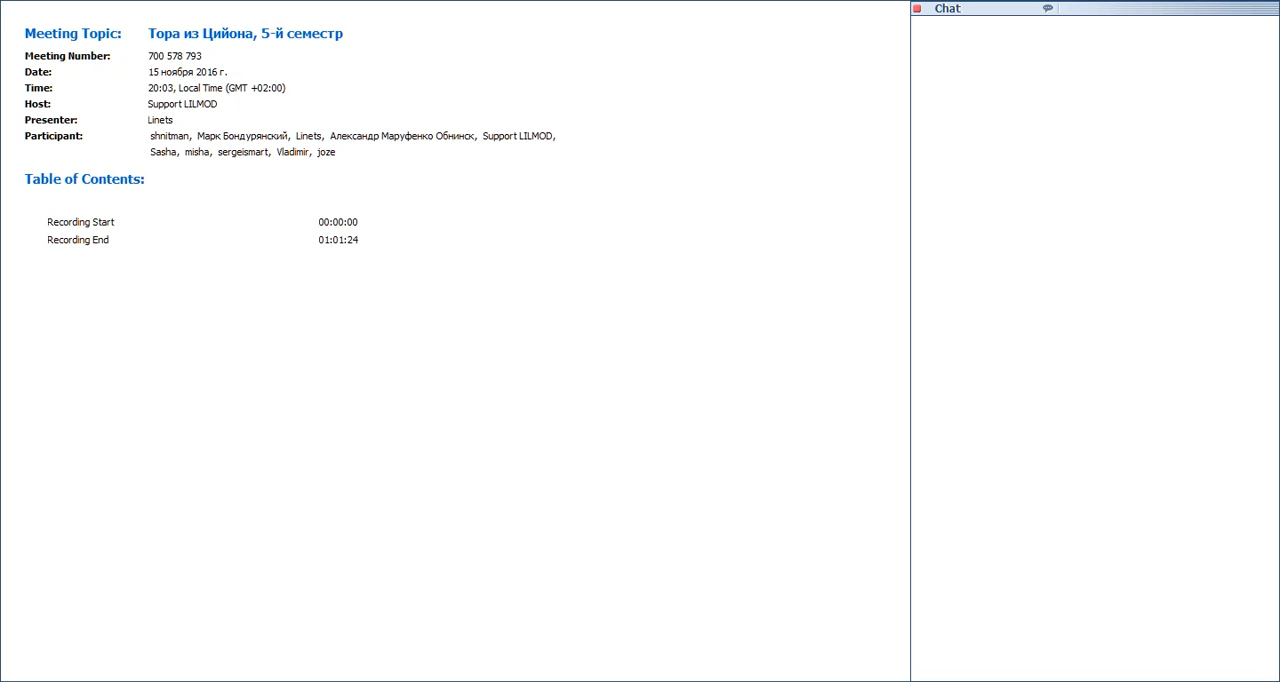 Meeting Topic: Тора из Цийона, 5-й семестр
Meeting Number: 700 578 793
Date: 15 ноября 2016 г.
Time: 20:03, Local Time (GMT +02:00)
Host: Support LILMOD
Presenter: Linets
Participant: shnitman, Марк Бондурянский, Linets, Александр Маруфенко Обнинск, Support LILMOD,
Sasha, misha, sergeismart, Vladimir, joze
Table of Contents:
Recording Start 00:00:00
Recording End 01:01:24
Chat